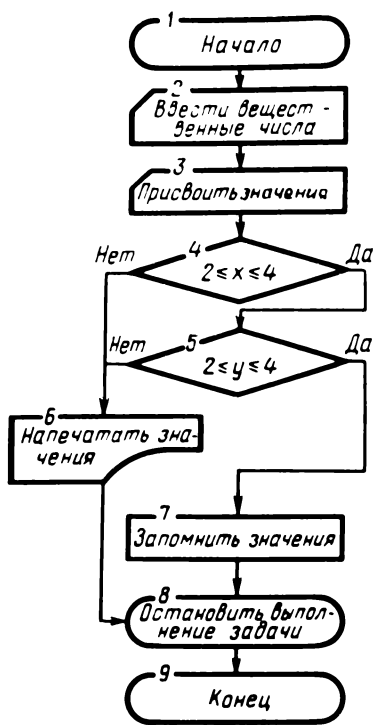 1
Начало
2
Ввести вещест-
венные числа
3
Присвоить значения
4
Нет
Да
2 ≤ x ≤ 4
5
Нет
Да
2 ≤ y ≤ 4
6
Напечатать зна-
чения
7
Запомнить значения
8
Остановить выпол-
нение задачи
9
Конец